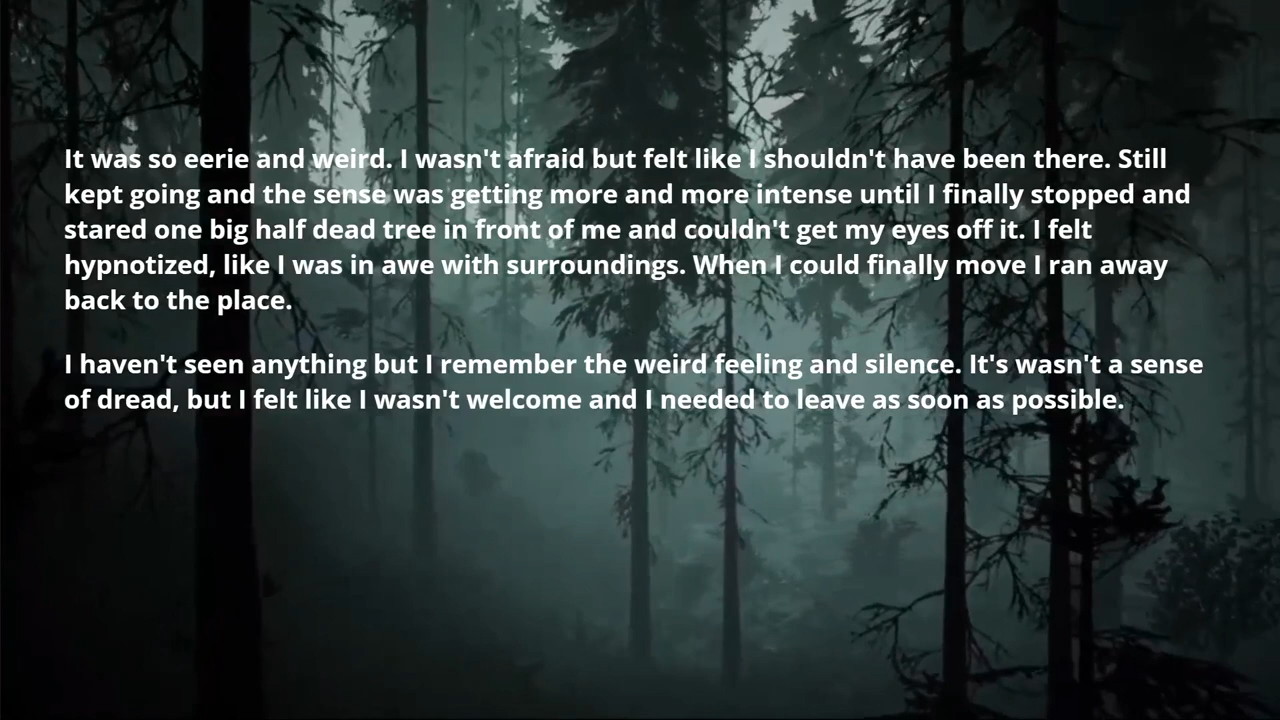 It was so eerie and weird. I wasn't afraid but felt like I shouldn't have been there. Still
kept going and the sense was getting more and more intense until I finally stopped and
stared one big half dead tree in front of me and couldn't get my eyes off it. I felt
hypnotized, like I was in awe with surroundings. When I could finally move I ran away
back to the place.
I haven't seen anything but I remember the weird feeling and silence. It's wasn't a sense
of dread, but I felt like I wasn't welcome and I needed to leave as soon as possible.